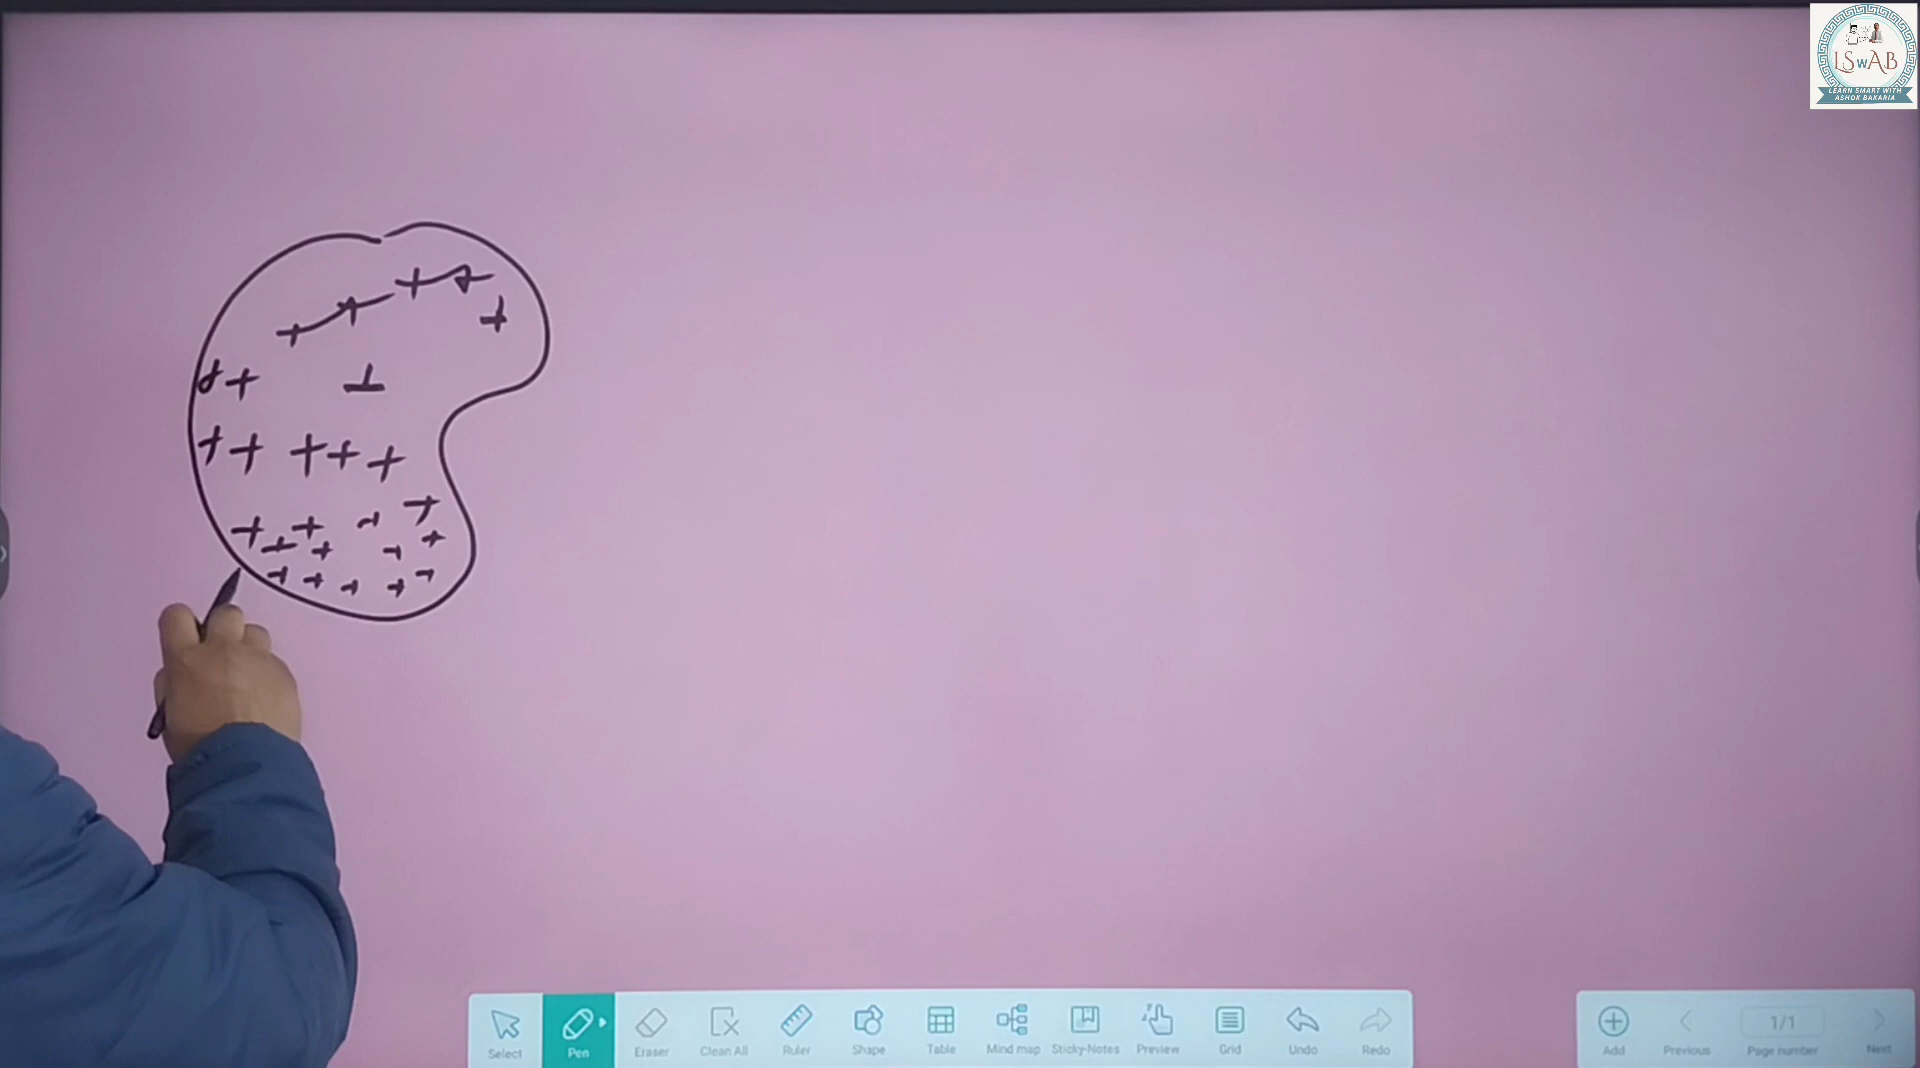 LSwAB
LEARN SMART WITH
ASHOK BAKARIA
+ + + +
+
+ +
+ + + + +
+ + + +
+ + + +
+ + + + +
Select
Pen
Eraser
Clean All
Ruler
Shape
Table
Mind map
Sticky-Notes
Preview
Grid
Undo
Redo
Add
Previous
1/1
Page number
Next